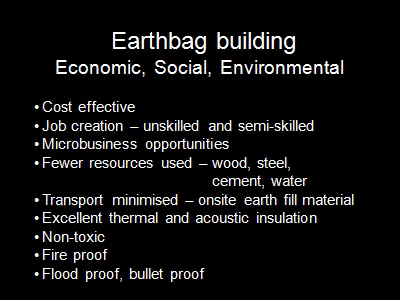 Earthbag building
Economic, Social, Environmental
• Cost effective
• Job creation – unskilled and semi-skilled
• Microbusiness opportunities
• Fewer resources used – wood, steel,
cement, water
• Transport minimised – onsite earth fill material
• Excellent thermal and acoustic insulation
• Non-toxic
• Fire proof
• Flood proof, bullet proof